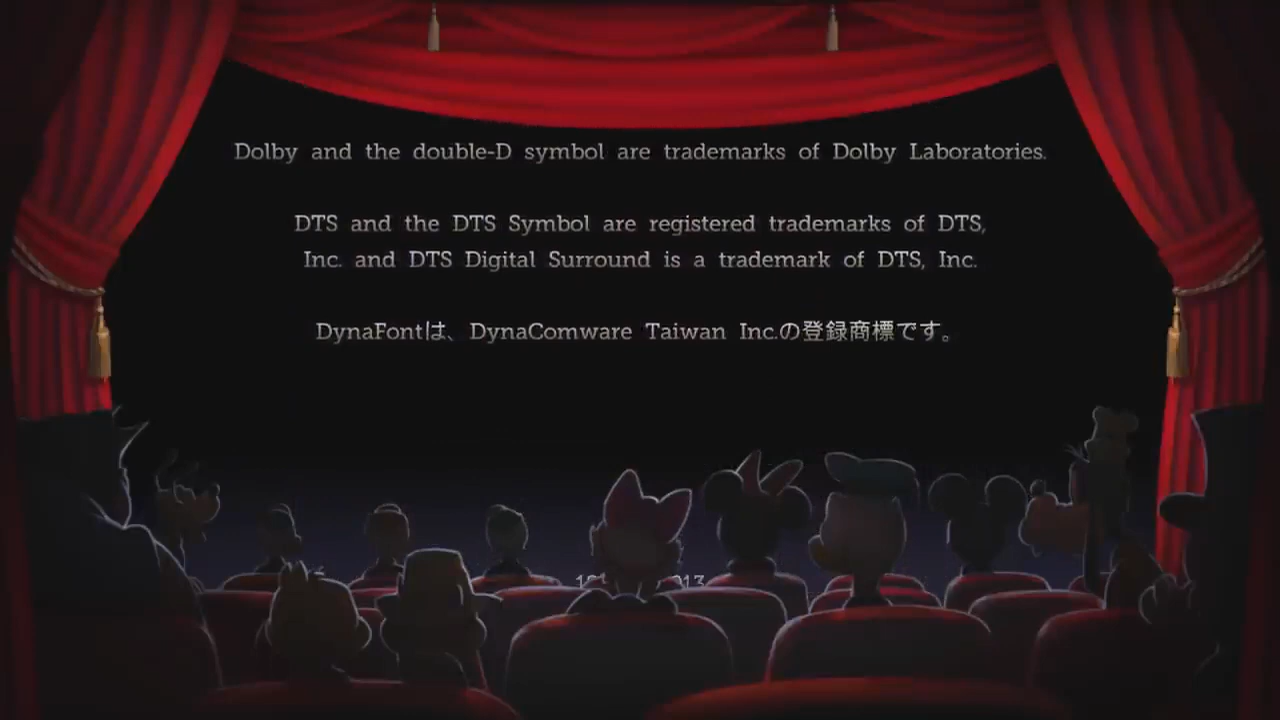 Dolby and the double-D symbol are trademarks of Dolby Laboratories.
DTS and the DTS Symbol are registered trademarks of DTS,
Inc. and DTS Digital Surround is a trademark of DTS, Inc.
DynaFontは、DynaComware Taiwan Inc.の登録商標です。